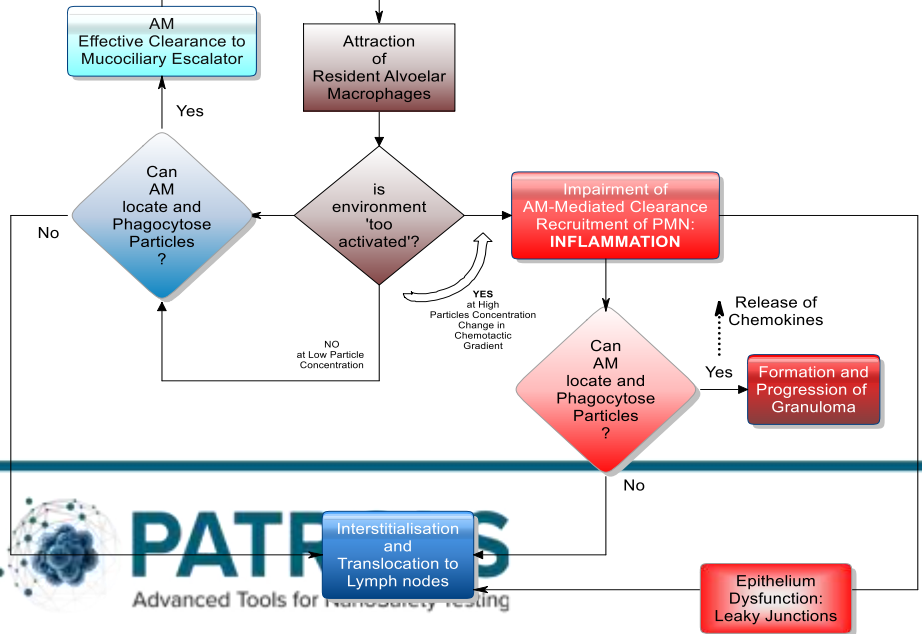 AM
Effective Clearance to
Mucociliary Escalator
Attraction
of
Resident Alvoelar
Macrophages
Yes
Can
AM
locate and
Phagocytose
Particles
?
No
is
environment
'too
activated'?
Impairment of
AM-Mediated Clearance
Recruitment of PMN:
INFLAMMATION
YES
at High
Particles Concentration
Change in
Chemotactic
Gradient
NO
at Low Particle
Concentration
Release of
Chemokines
Can
AM
locate and
Phagocytose
Particles
?
Yes
Formation and
Progression of
Granuloma
No
Interstitialisation
and
Translocation to
Lymph nodes
Advanced Tools for NanoSafety Testing
Epithelium
Dysfunction:
Leaky Junctions